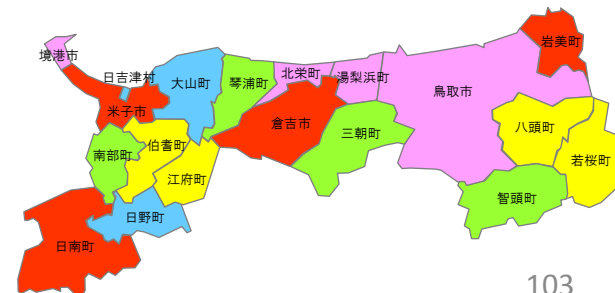 岩美町
境港市
日吉津村
大山町
琴浦町
北栄町
湯梨浜町
鳥取市
米子市
倉吉市
三朝町
八頭町
若桜町
南部町
伯耆町
江府町
智頭町
日野町
日南町
103